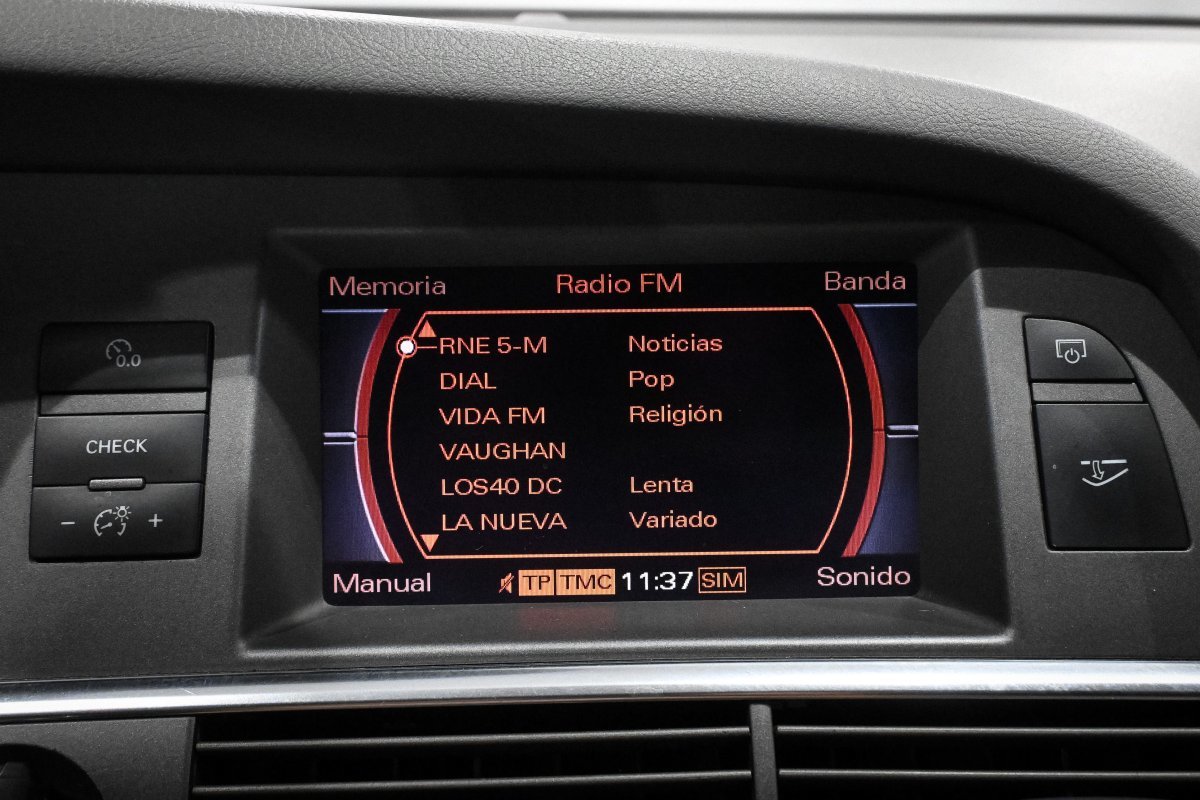 Memoria Radio FM Banda
0.0
RNE 5-M Noticias
DIAL Pop
VIDA FM Religión
CHECK
VAUGHAN
LOS40 DC Lenta
LA NUEVA Variado
- +
Manual TP TMC 11:37 SIM Sonido